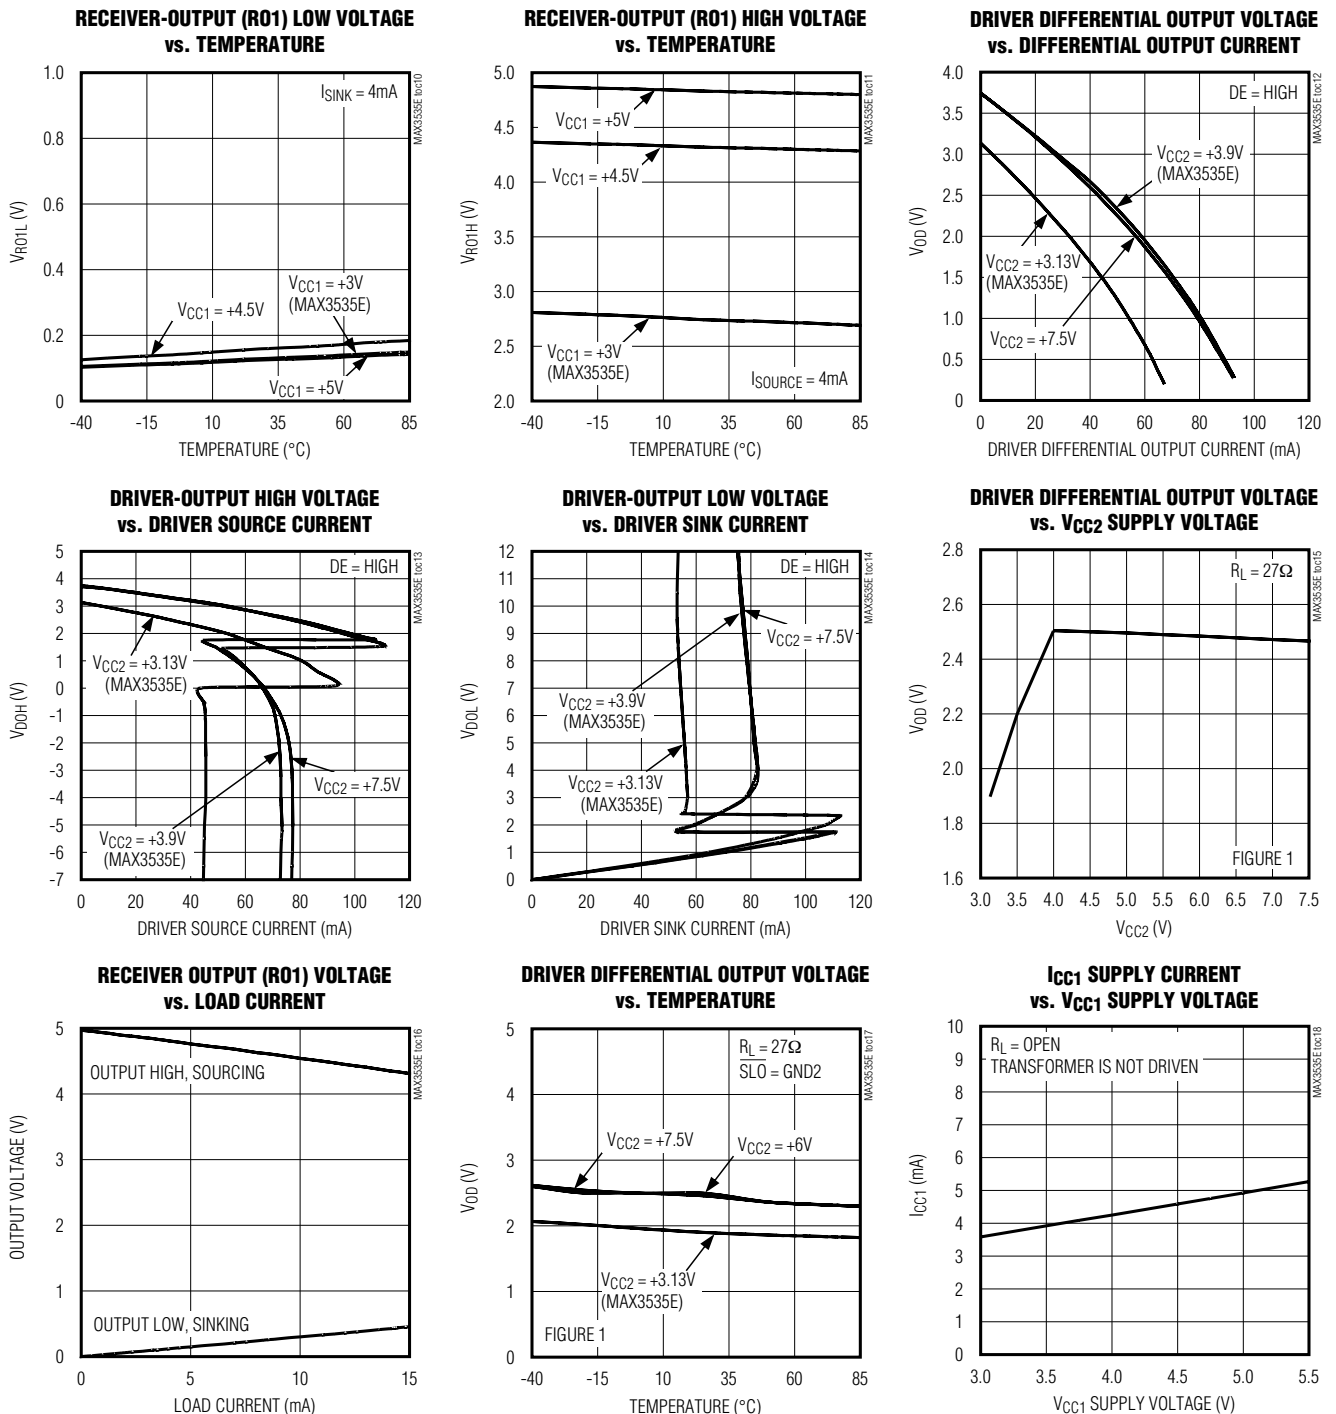 RECEIVER-OUTPUT (RO1) LOW VOLTAGE
vs. TEMPERATURE
1.0
0.8
0.6
0.4
0.2
0
-40
-15
10
35
60
85
VRO1L (V)
TEMPERATURE (°C)
MAX3535E toc10
ISINK = 4mA
VCC1 = +4.5V
VCC1 = +3V
(MAX3535E)
VCC1 = +5V
RECEIVER-OUTPUT (RO1) HIGH VOLTAGE
vs. TEMPERATURE
5.0
4.5
4.0
3.5
3.0
2.5
2.0
-40
-15
10
35
60
85
VRO1H (V)
TEMPERATURE (°C)
MAX3535E toc11
VCC1 = +5V
VCC1 = +4.5V
VCC1 = +3V
(MAX3535E)
ISOURCE = 4mA
DRIVER DIFFERENTIAL OUTPUT VOLTAGE
vs. DIFFERENTIAL OUTPUT CURRENT
4.0
3.5
3.0
2.5
2.0
1.5
1.0
0.5
0
0
20
40
60
80
100
120
VOD (V)
DRIVER DIFFERENTIAL OUTPUT CURRENT (mA)
MAX3535E toc12
DE = HIGH
VCC2 = +3.9V
(MAX3535E)
VCC2 = +3.13V
(MAX3535E)
VCC2 = +7.5V
DRIVER-OUTPUT HIGH VOLTAGE
vs. DRIVER SOURCE CURRENT
5
4
3
2
1
0
-1
-2
-3
-4
-5
-6
-7
0
20
40
60
80
100
120
VDOH (V)
DRIVER SOURCE CURRENT (mA)
MAX3535E toc13
DE = HIGH
VCC2 = +3.13V
(MAX3535E)
VCC2 = +7.5V
VCC2 = +3.9V
(MAX3535E)
DRIVER-OUTPUT LOW VOLTAGE
vs. DRIVER SINK CURRENT
12
11
10
9
8
7
6
5
4
3
2
1
0
0
20
40
60
80
100
120
VDOL (V)
DRIVER SINK CURRENT (mA)
MAX3535E toc14
DE = HIGH
VCC2 = +7.5V
VCC2 = +3.9V
(MAX3535E)
VCC2 = +3.13V
(MAX3535E)
DRIVER DIFFERENTIAL OUTPUT VOLTAGE
vs. VCC2 SUPPLY VOLTAGE
2.8
2.6
2.4
2.2
2.0
1.8
1.6
3.0
3.5
4.0
4.5
5.0
5.5
6.0
6.5
7.0
7.5
VOD (V)
VCC2 (V)
MAX3535E toc15
RL = 27Ω
FIGURE 1
RECEIVER OUTPUT (RO1) VOLTAGE
vs. LOAD CURRENT
5
4
3
2
1
0
0
5
10
15
OUTPUT VOLTAGE (V)
LOAD CURRENT (mA)
MAX3535E toc16
OUTPUT HIGH, SOURCING
OUTPUT LOW, SINKING
DRIVER DIFFERENTIAL OUTPUT VOLTAGE
vs. TEMPERATURE
5
4
3
2
1
0
-40
-15
10
35
60
85
VOD (V)
TEMPERATURE (°C)
MAX3535E toc17
RL = 27Ω
SLO = GND2
VCC2 = +7.5V
VCC2 = +6V
VCC2 = +3.13V
(MAX3535E)
FIGURE 1
ICC1 SUPPLY CURRENT
vs. VCC1 SUPPLY VOLTAGE
10
9
8
7
6
5
4
3
2
1
0
3.0
3.5
4.0
4.5
5.0
5.5
ICC1 (mA)
VCC1 SUPPLY VOLTAGE (V)
MAX3535E toc18
RL = OPEN
TRANSFORMER IS NOT DRIVEN